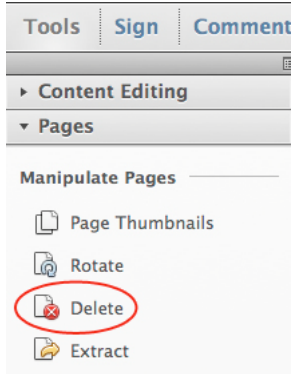 Tools Sign Comment
Content Editing
Pages
Manipulate Pages
Page Thumbnails
Rotate
Delete
Extract